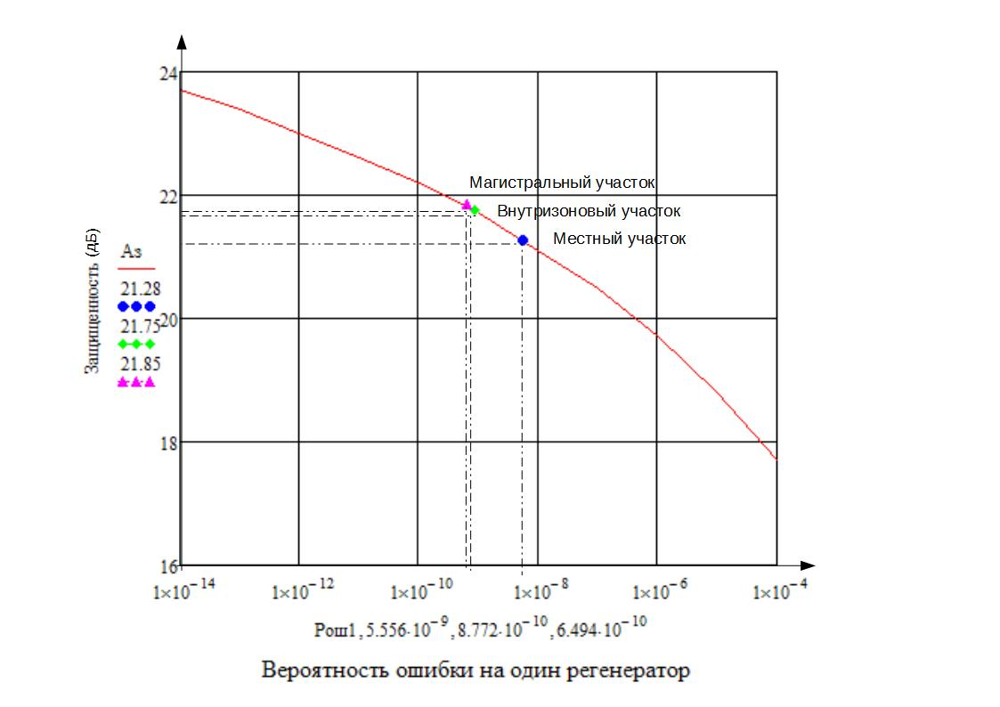 24
Магистральный участок
22
Внутризоновый участок
Местный участок
Защищенность (дБ)
Аз
21.28
21.75
20
21.85
18
16
1×10⁻¹⁴ 1×10⁻¹² 1×10⁻¹⁰ 1×10⁻⁸ 1×10⁻⁶ 1×10⁻⁴
Pош1, 5.556·10⁻⁹, 8.772·10⁻¹⁰, 6.494·10⁻¹⁰
Вероятность ошибки на один регенератор